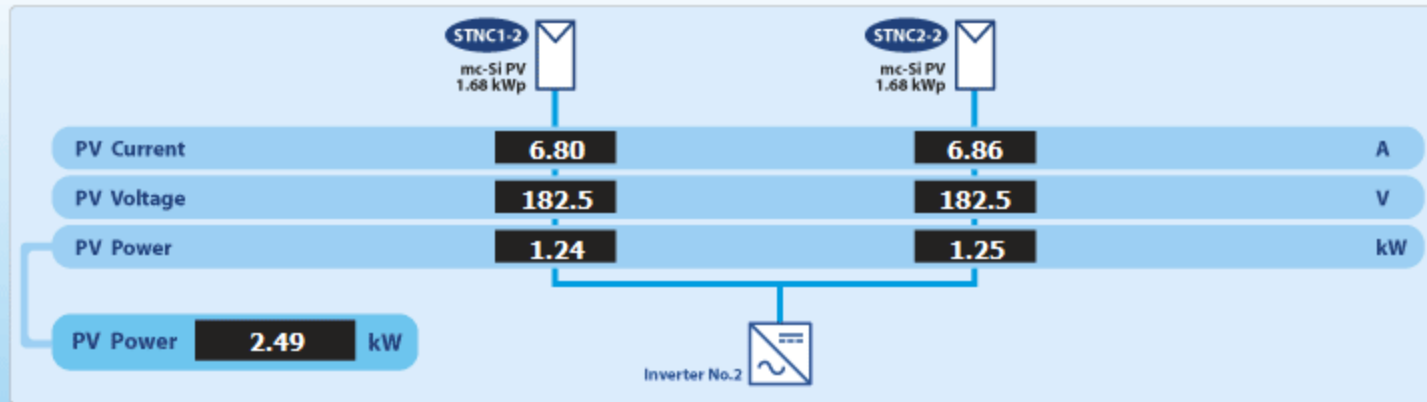 STNC1-2
mc-Si PV
1.68 kWp
STNC2-2
mc-Si PV
1.68 kWp
PV Current 6.80 6.86 A
PV Voltage 182.5 182.5 V
PV Power 1.24 1.25 kW
PV Power 2.49 kW
Inverter No.2